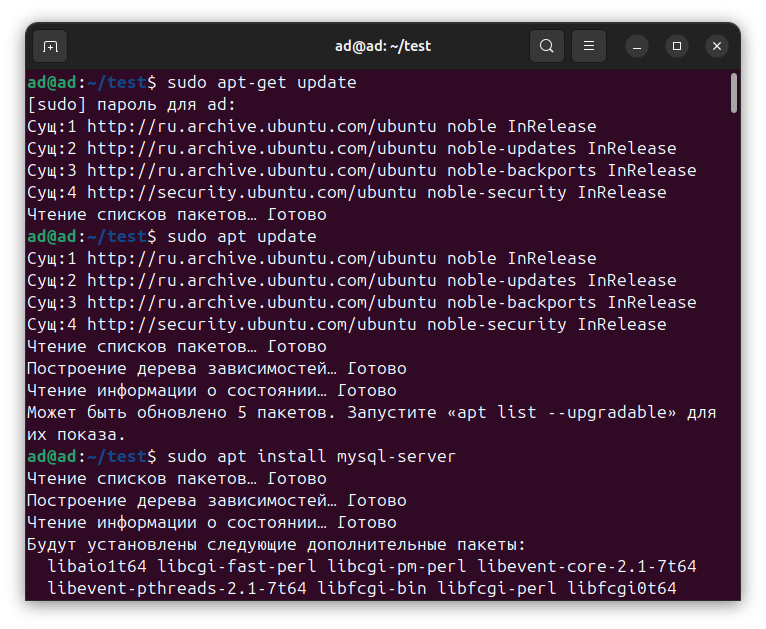 ad@ad: ~/test
ad@ad:~/test$ sudo apt-get update
[sudo] пароль для ad:
Сущ:1 http://ru.archive.ubuntu.com/ubuntu noble InRelease
Сущ:2 http://ru.archive.ubuntu.com/ubuntu noble-updates InRelease
Сущ:3 http://ru.archive.ubuntu.com/ubuntu noble-backports InRelease
Сущ:4 http://security.ubuntu.com/ubuntu noble-security InRelease
Чтение списков пакетов… Готово
ad@ad:~/test$ sudo apt update
Сущ:1 http://ru.archive.ubuntu.com/ubuntu noble InRelease
Сущ:2 http://ru.archive.ubuntu.com/ubuntu noble-updates InRelease
Сущ:3 http://ru.archive.ubuntu.com/ubuntu noble-backports InRelease
Сущ:4 http://security.ubuntu.com/ubuntu noble-security InRelease
Чтение списков пакетов… Готово
Построение дерева зависимостей… Готово
Чтение информации о состоянии… Готово
Может быть обновлено 5 пакетов. Запустите «apt list --upgradable» для
их показа.
ad@ad:~/test$ sudo apt install mysql-server
Чтение списков пакетов… Готово
Построение дерева зависимостей… Готово
Чтение информации о состоянии… Готово
Будут установлены следующие дополнительные пакеты:
  libaio1t64 libcgi-fast-perl libcgi-pm-perl libevent-core-2.1-7t64
  libevent-pthreads-2.1-7t64 libfcgi-bin libfcgi-perl libfcgi0t64